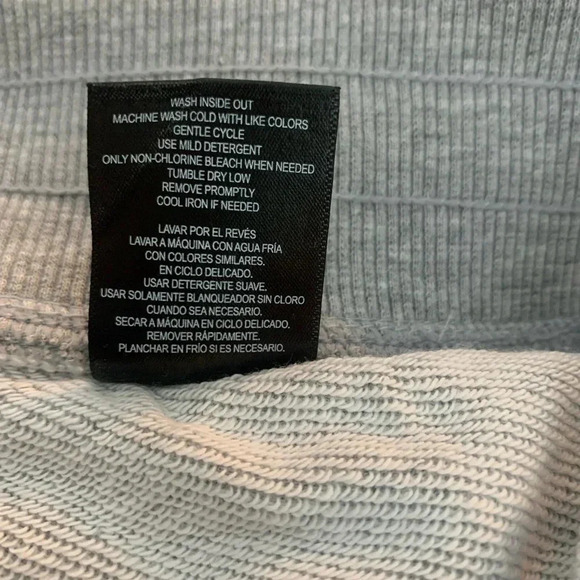 WASH INSIDE OUT
MACHINE WASH COLD WITH LIKE COLORS
GENTLE CYCLE
USE MILD DETERGENT
ONLY NON-CHLORINE BLEACH WHEN NEEDED
TUMBLE DRY LOW
REMOVE PROMPTLY
COOL IRON IF NEEDED
LAVAR POR EL REVÉS
LAVAR A MÁQUINA CON AGUA FRÍA
CON COLORES SIMILARES.
EN CICLO DELICADO.
USAR DETERGENTE SUAVE.
USAR SOLAMENTE BLANQUEADOR SIN CLORO
CUANDO SEA NECESARIO.
SECAR A MÁQUINA EN CICLO DELICADO.
REMOVER RÁPIDAMENTE.
PLANCHAR EN FRÍO SI ES NECESARIO.